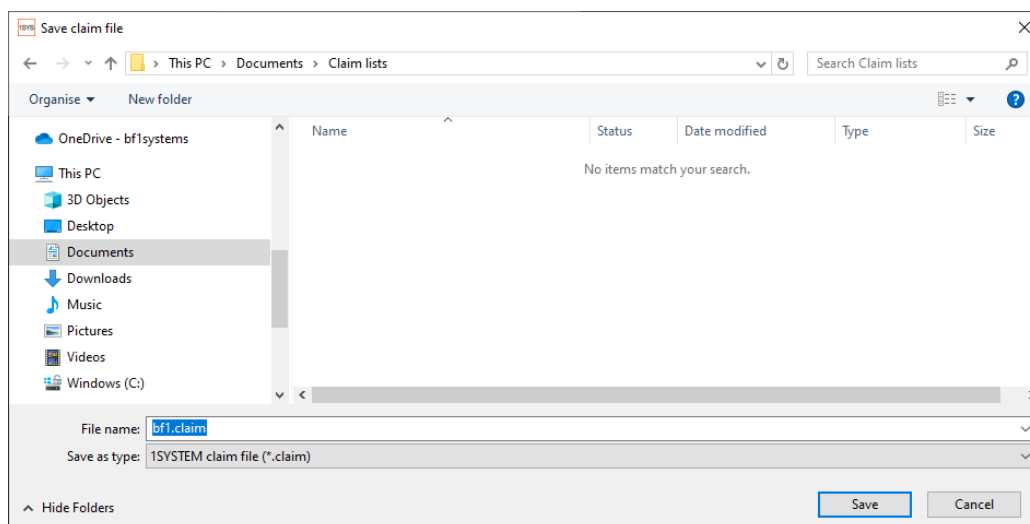 1SYS Save claim file
This PC > Documents > Claim lists
Search Claim lists
Organise New folder
Name Status Date modified Type Size
No items match your search.
OneDrive - bf1systems
This PC
3D Objects
Desktop
Documents
Downloads
Music
Pictures
Videos
Windows (C:)
File name: bf1.claim
Save as type: 1SYSTEM claim file (*.claim)
Hide Folders
Save Cancel